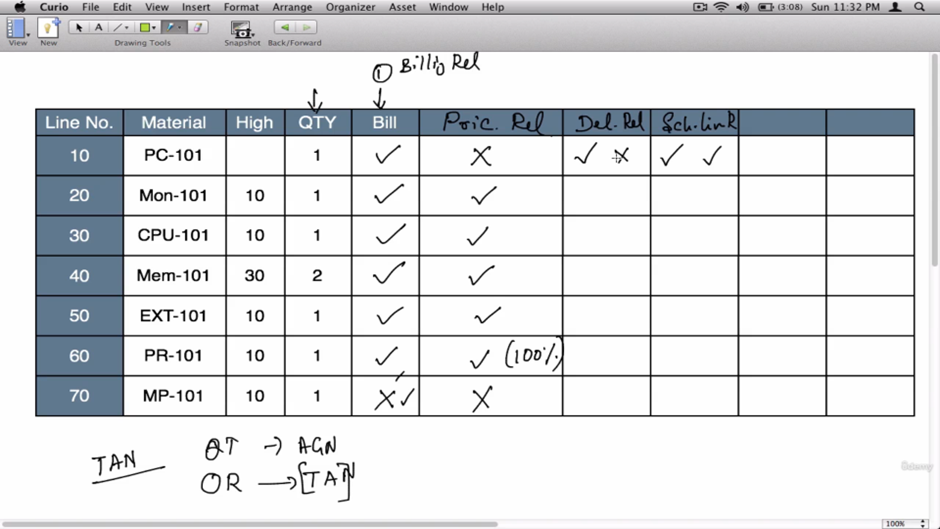 Curio File Edit View Insert Format Arrange Organizer Asset Window Help (3:08) Sun 11:32 PM
View New Drawing Tools Snapshot Back/Forward
① Billig Rel
Line No. Material High QTY Bill Pric. Rel Del. Rel Sch. link
10 PC-101 1 ✓ X ✓ X ✓ ✓
20 Mon-101 10 1 ✓ ✓
30 CPU-101 10 1 ✓ ✓
40 Mem-101 30 2 ✓ ✓
50 EXT-101 10 1 ✓ ✓
60 PR-101 10 1 ✓ ✓ (100%)
70 MP-101 10 1 X ✓ X
TAN QT → AGN
OR → [TAN]
Udemy
100%